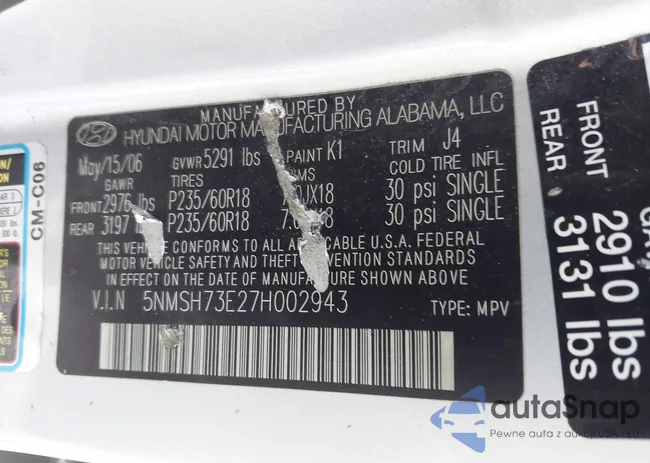 MANUFACTURED BY
HYUNDAI MOTOR MANUFACTURING ALABAMA, LLC
May/15/06 GVWR 5291 lbs PAINT K1 TRIM J4
GAWR TIRES COLD TIRE INFL
FRONT 2976 lbs P235/60R18 JX18 30 psi SINGLE
REAR 3197 lbs P235/60R18 30 psi SINGLE
THIS VEHICLE CONFORMS TO ALL APPLICABLE U.S.A. FEDERAL
MOTOR VEHICLE SAFETY AND THEFT PREVENTION STANDARDS
IN EFFECT ON THE DATE OF MANUFACTURE SHOWN ABOVE
V.I.N 5NMSH73E27H002943 TYPE: MPV
CM-C06
FRONT 2910 lbs
REAR 3131 lbs
autoSnap
Pewne auta z aukcji USA